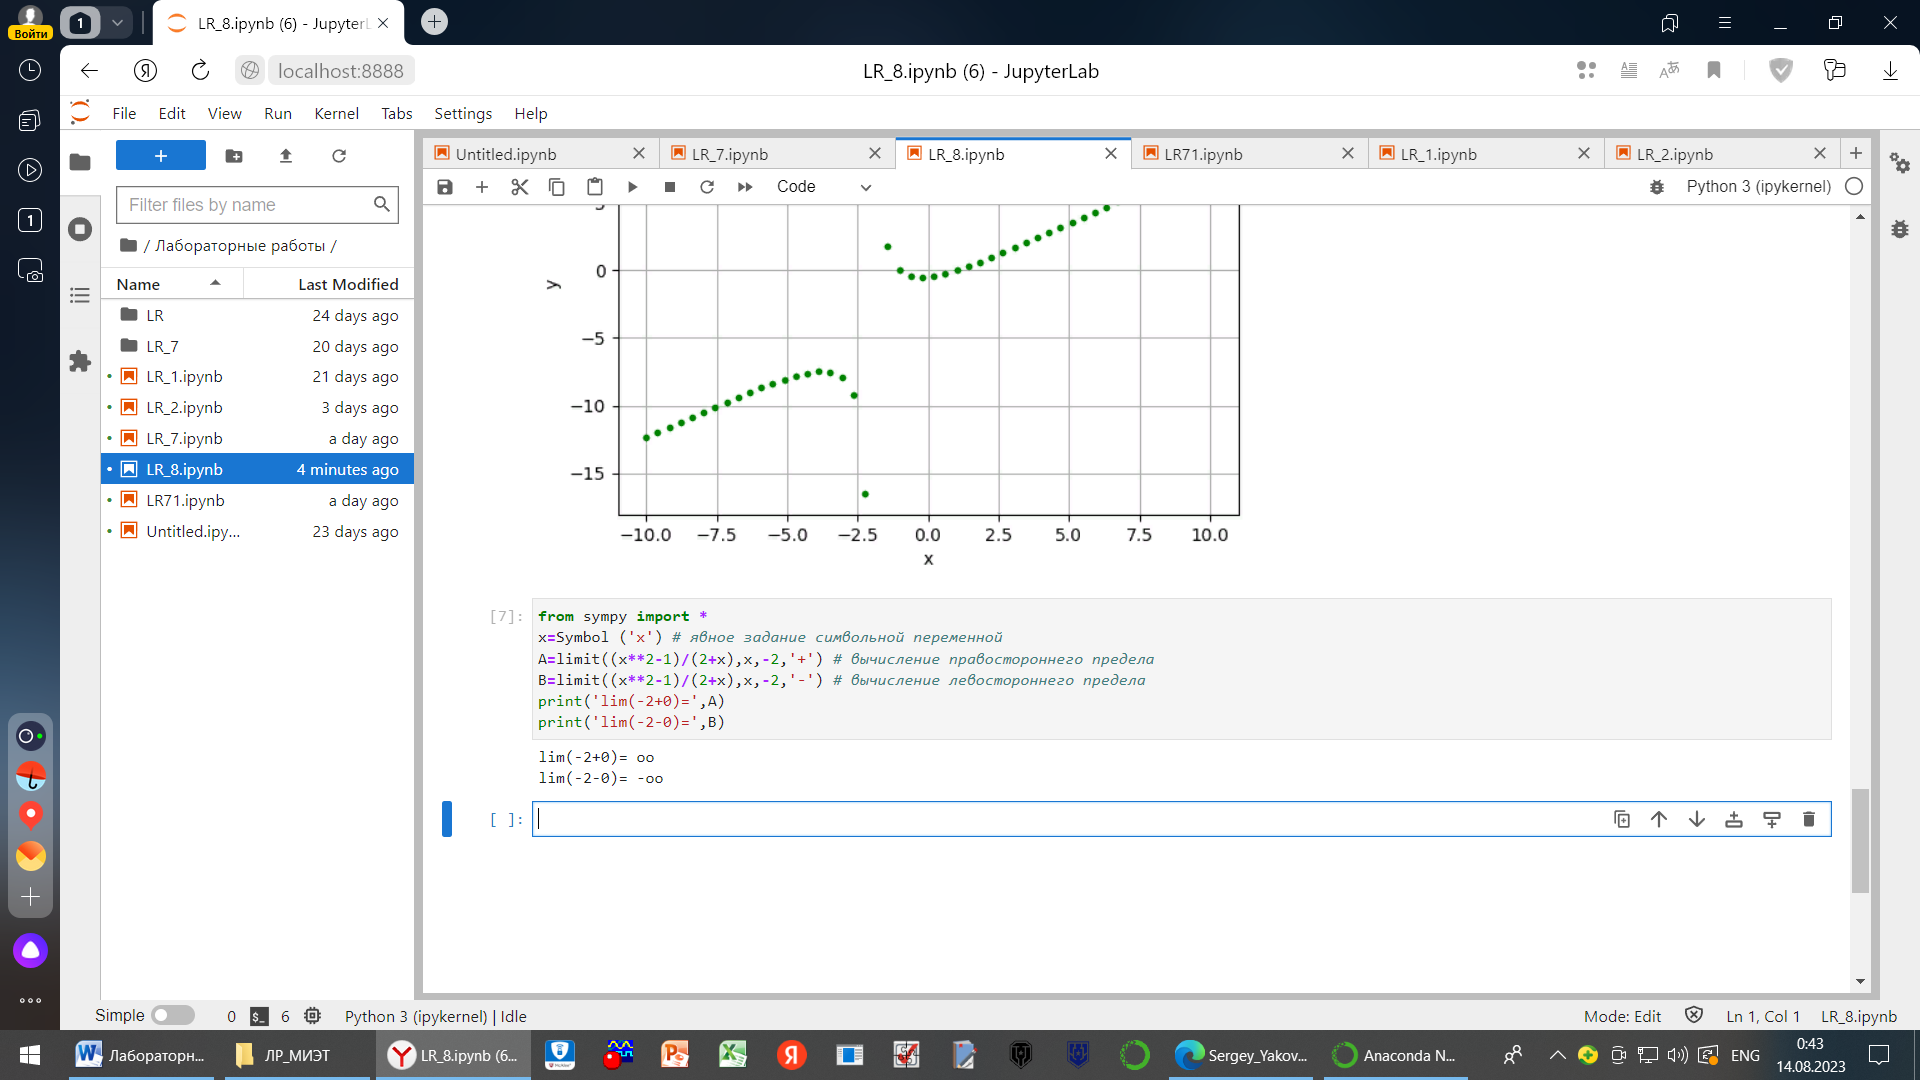 Войти
1
LR_8.ipynb (6) - JupyterL
localhost:8888
LR_8.ipynb (6) - JupyterLab
File Edit View Run Kernel Tabs Settings Help
1
Filter files by name
/ Лабораторные работы /
Name Last Modified
LR 24 days ago
LR_7 20 days ago
LR_1.ipynb 21 days ago
LR_2.ipynb 3 days ago
LR_7.ipynb a day ago
LR_8.ipynb 4 minutes ago
LR71.ipynb a day ago
Untitled.ipy... 23 days ago
Untitled.ipynb LR_7.ipynb LR_8.ipynb LR71.ipynb LR_1.ipynb LR_2.ipynb
Code Python 3 (ipykernel)
0
y
−5
−10
−15
−10.0 −7.5 −5.0 −2.5 0.0 2.5 5.0 7.5 10.0
x
[7]: from sympy import *
x=Symbol ('x') # явное задание символьной переменной
A=limit((x**2-1)/(2+x),x,-2,'+') # вычисление правостороннего предела
B=limit((x**2-1)/(2+x),x,-2,'-') # вычисление левостороннего предела
print('lim(-2+0)=',A)
print('lim(-2-0)=',B)
lim(-2+0)= oo
lim(-2-0)= -oo
[ ]:
Simple 0 $_ 6 Python 3 (ipykernel) | Idle Mode: Edit Ln 1, Col 1 LR_8.ipynb
Лабораторн... ЛР_МИЭТ LR_8.ipynb (6... Sergey_Yakov... Anaconda N... ENG 0:43
14.08.2023